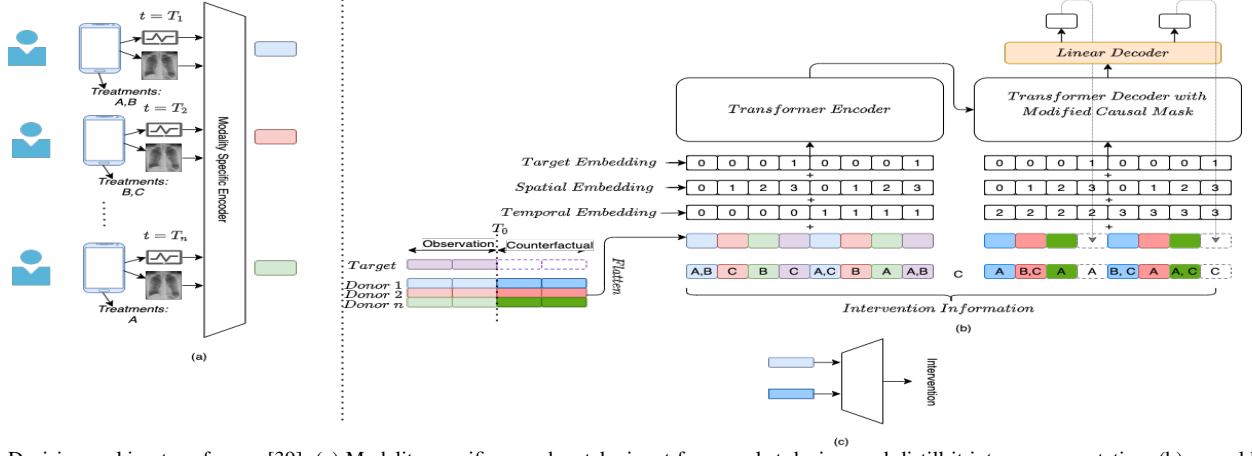 t = T₁
Treatments:
A,B
t = T₂
Treatments:
B,C
t = Tₙ
Treatments:
A
Modality Specific Encoder
(a)
Linear Decoder
Transformer Encoder
Transformer Decoder with
Modified Causal Mask
Target Embedding 0 0 0 1 0 0 0 1 0 0 0 1 0 0 0 1
+ +
Spatial Embedding 0 1 2 3 0 1 2 3 0 1 2 3 0 1 2 3
+ +
Temporal Embedding 0 0 0 0 1 1 1 1 2 2 2 2 3 3 3 3
+ +
T₀
Observation Counterfactual
Target
Donor 1
Donor 2
Donor n
Flatten
A,B C B C A,C B A A,B C A B,C A A B, C A A, C C
Intervention Information
(b)
Intervention
(c)